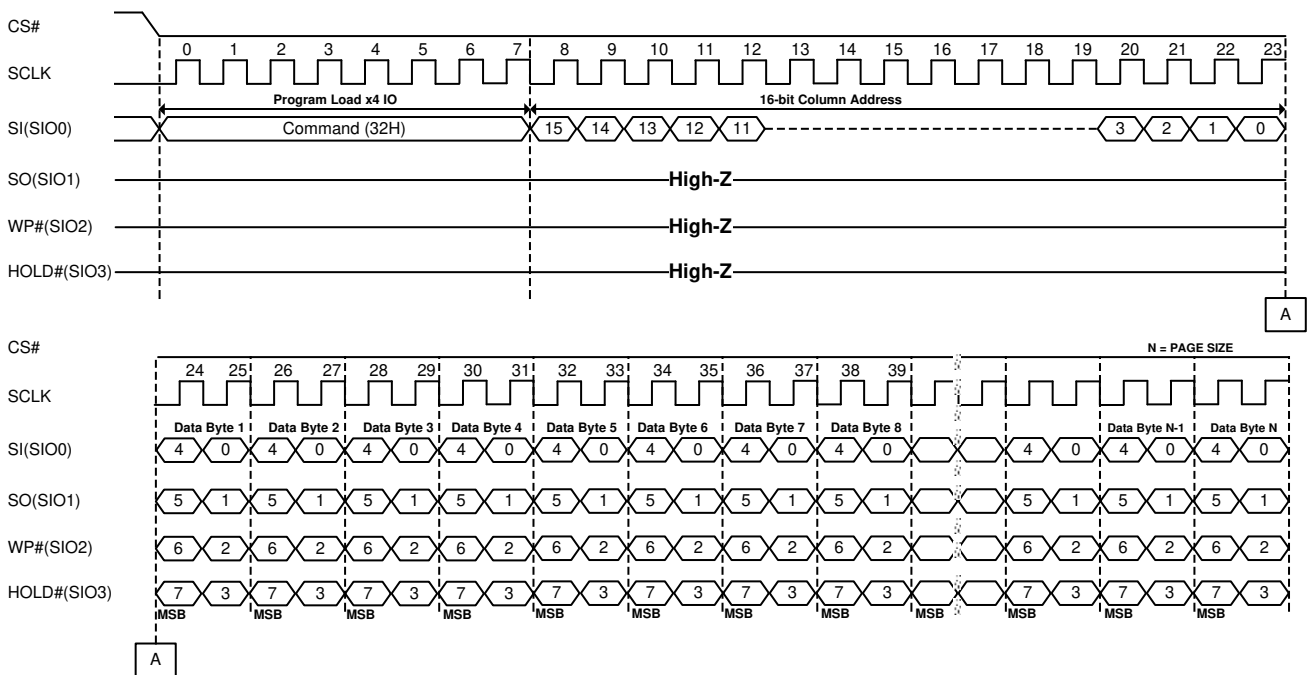 CS#
0 1 2 3 4 5 6 7 8 9 10 11 12 13 14 15 16 17 18 19 20 21 22 23
SCLK
Program Load x4 IO 16-bit Column Address
SI(SIO0) Command (32H) 15 14 13 12 11 3 2 1 0
SO(SIO1) High-Z
WP#(SIO2) High-Z
HOLD#(SIO3) High-Z
A
CS#
N = PAGE SIZE
24 25 26 27 28 29 30 31 32 33 34 35 36 37 38 39
SCLK
Data Byte 1 Data Byte 2 Data Byte 3 Data Byte 4 Data Byte 5 Data Byte 6 Data Byte 7 Data Byte 8 Data Byte N-1 Data Byte N
SI(SIO0) 4 0 4 0 4 0 4 0 4 0 4 0 4 0 4 0 4 0 4 0 4 0
SO(SIO1) 5 1 5 1 5 1 5 1 5 1 5 1 5 1 5 1 5 1 5 1 5 1
WP#(SIO2) 6 2 6 2 6 2 6 2 6 2 6 2 6 2 6 2 6 2 6 2 6 2
HOLD#(SIO3) 7 3 7 3 7 3 7 3 7 3 7 3 7 3 7 3 7 3 7 3 7 3
MSB MSB MSB MSB MSB MSB MSB MSB MSB MSB MSB MSB
A